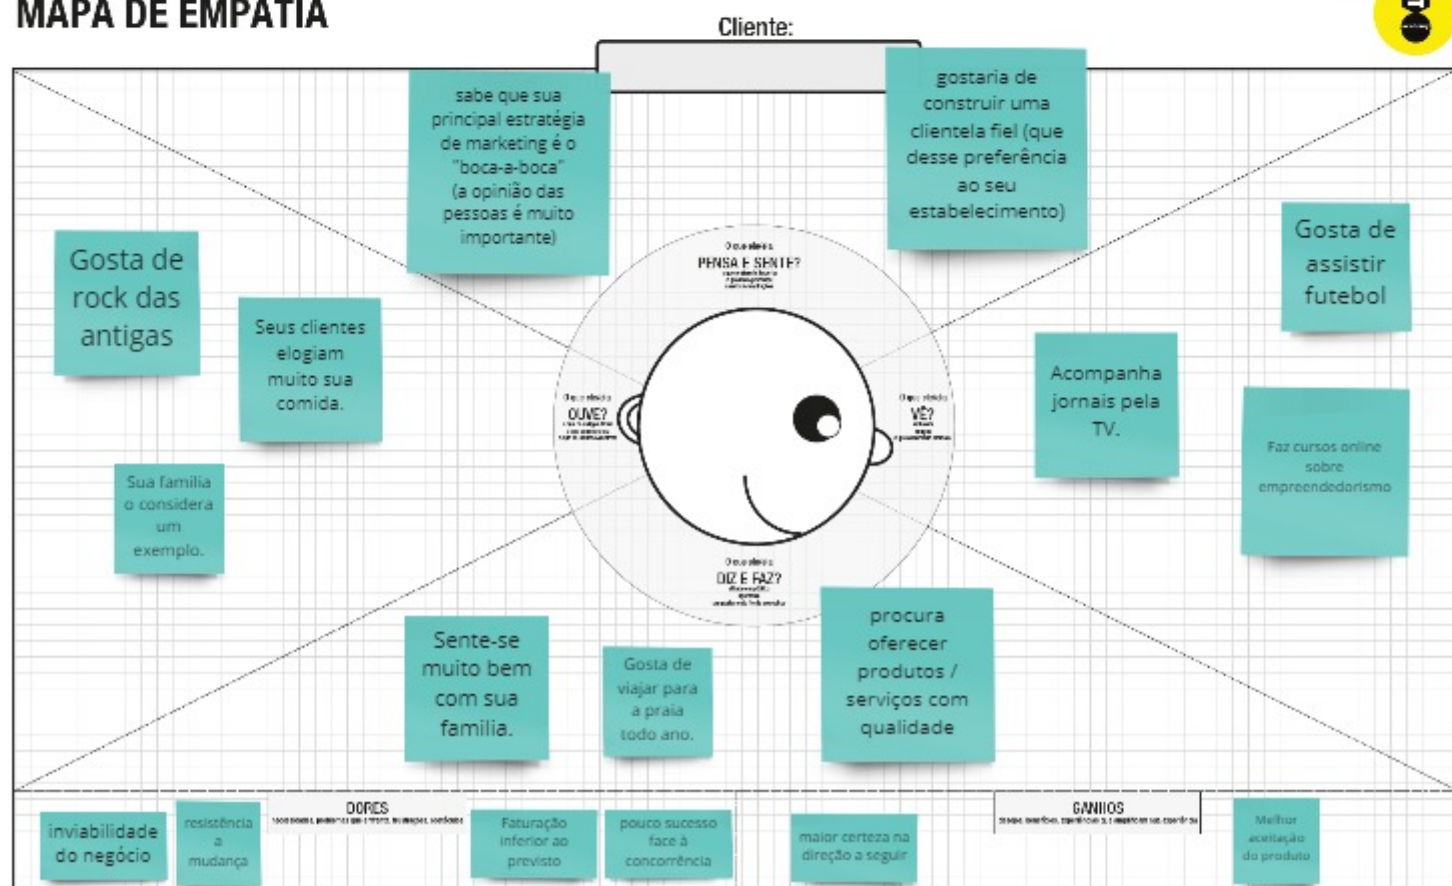 MAPA DE EMPATIA
Cliente:
sabe que sua
principal estratégia
de marketing é o
"boca-a-boca"
(a opinião das
pessoas é muito
importante)
gostaria de
construir uma
clientela fiel (que
desse preferência
ao seu
estabelecimento)
Gosta de
rock das
antigas
Seus clientes
elogiam
muito sua
comida.
Sua família
o considera
um
exemplo.
PENSA E SENTE?
OUVE?
VÊ?
DIZ E FAZ?
Gosta de
assistir
futebol
Acompanha
jornais pela
TV.
Faz cursos online
sobre
empreendedorismo
Sente-se
muito bem
com sua
familia.
Gosta de
viajar para
a praia
todo ano.
procura
oferecer
produtos /
serviços com
qualidade
DORES
inviabilidade
do negócio
resistência
a
mudança
Faturação
inferior ao
previsto
pouco sucesso
face à
concorrência
GANHOS
maior certeza na
direção a seguir
Melhor
aceitação
do produto